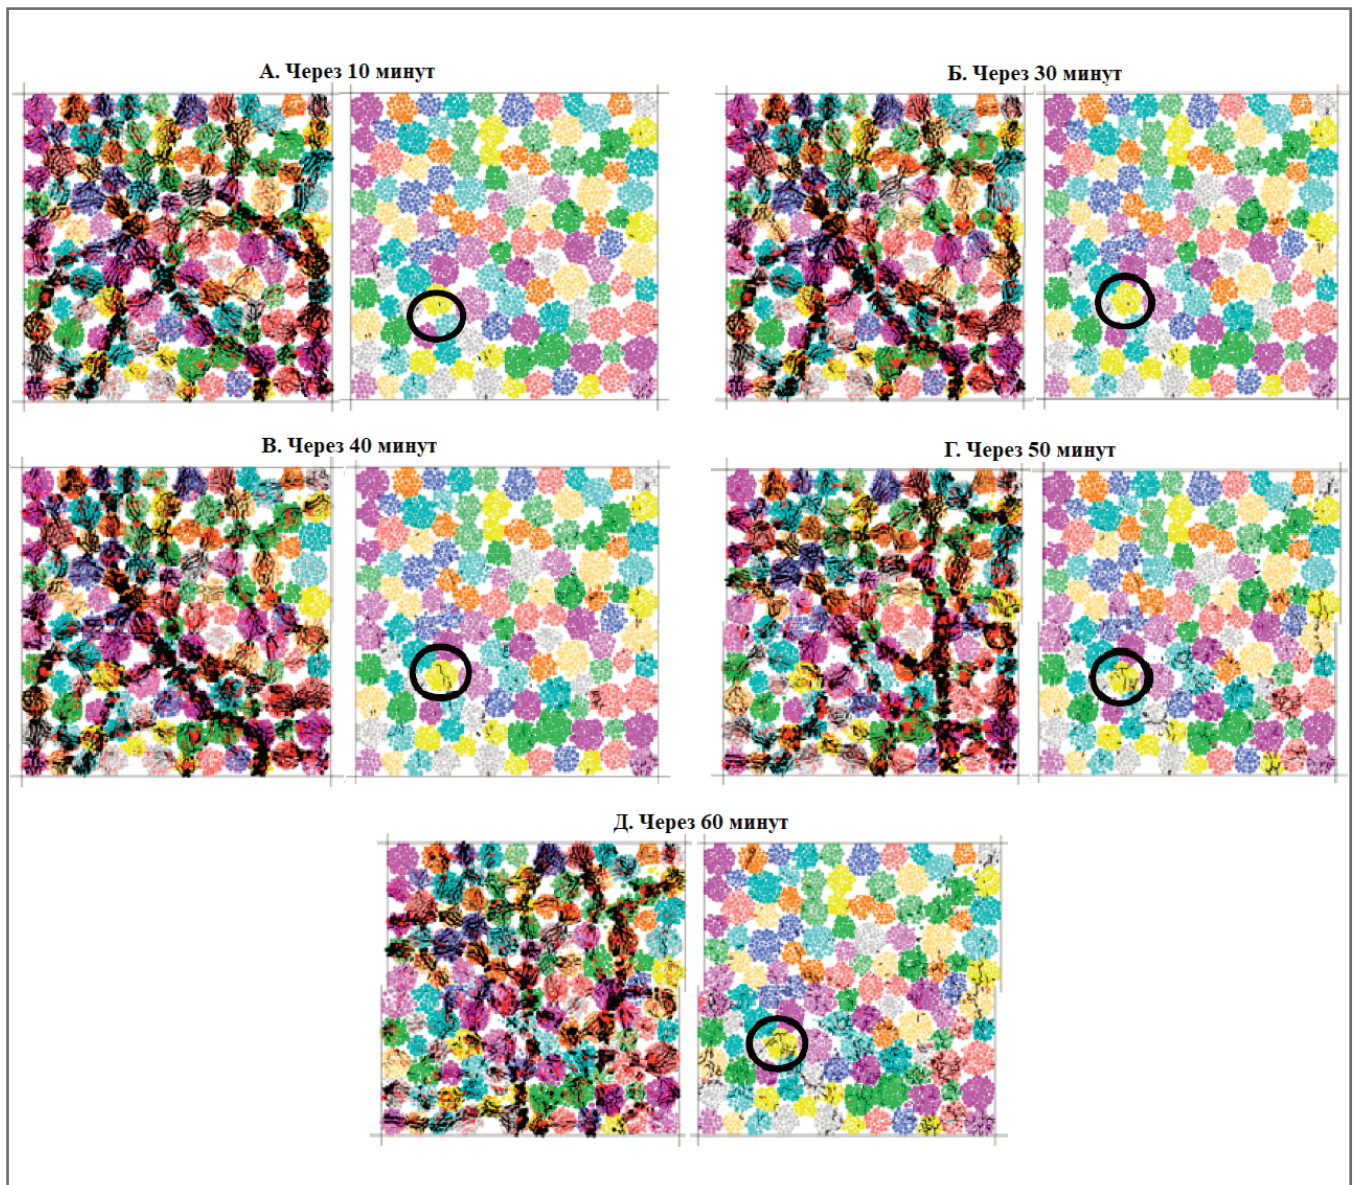 А. Через 10 минут
Б. Через 30 минут
В. Через 40 минут
Г. Через 50 минут
Д. Через 60 минут